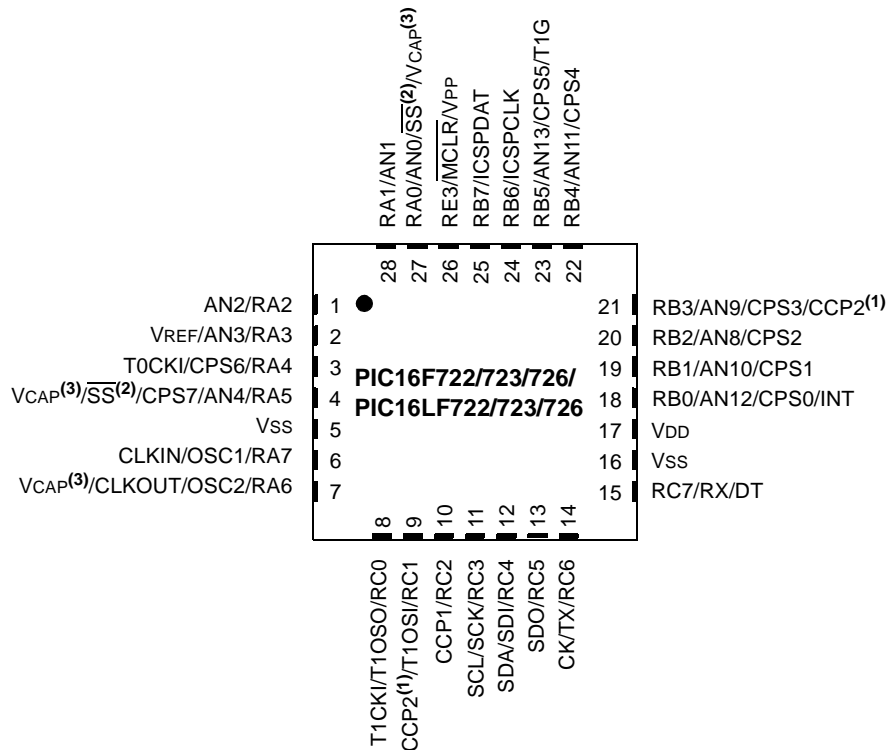 RA1/AN1
RA0/AN0/SS(2)/VCAP(3)
RE3/MCLR/VPP
RB7/ICSPDAT
RB6/ICSPCLK
RB5/AN13/CPS5/T1G
RB4/AN11/CPS4
28 27 26 25 24 23 22
AN2/RA2 1
VREF/AN3/RA3 2
T0CKI/CPS6/RA4 3
VCAP(3)/SS(2)/CPS7/AN4/RA5 4
VSS 5
CLKIN/OSC1/RA7 6
VCAP(3)/CLKOUT/OSC2/RA6 7
PIC16F722/723/726/
PIC16LF722/723/726
21 RB3/AN9/CPS3/CCP2(1)
20 RB2/AN8/CPS2
19 RB1/AN10/CPS1
18 RB0/AN12/CPS0/INT
17 VDD
16 VSS
15 RC7/RX/DT
8 9 10 11 12 13 14
T1CKI/T1OSO/RC0
CCP2(1)/T1OSI/RC1
CCP1/RC2
SCL/SCK/RC3
SDA/SDI/RC4
SDO/RC5
CK/TX/RC6